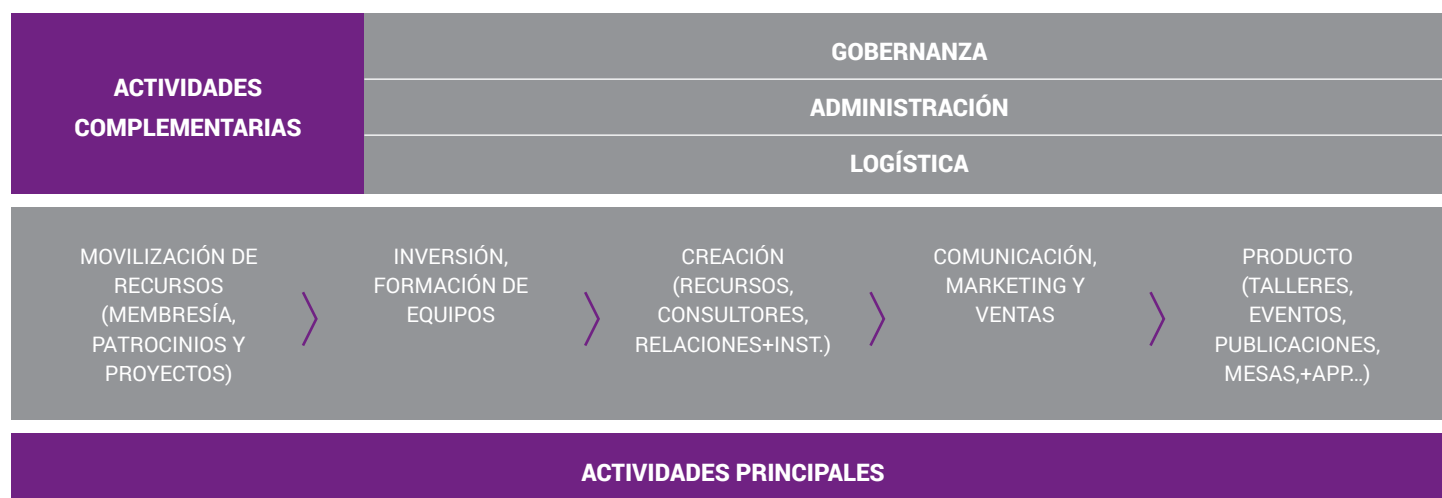 ACTIVIDADES
COMPLEMENTARIAS
GOBERNANZA
ADMINISTRACIÓN
LOGÍSTICA
MOVILIZACIÓN DE
RECURSOS
(MEMBRESÍA,
PATROCINIOS Y
PROYECTOS)
INVERSIÓN,
FORMACIÓN DE
EQUIPOS
CREACIÓN
(RECURSOS,
CONSULTORES,
RELACIONES+INST.)
COMUNICACIÓN,
MARKETING Y
VENTAS
PRODUCTO
(TALLERES,
EVENTOS,
PUBLICACIONES,
MESAS,+APP...)
ACTIVIDADES PRINCIPALES